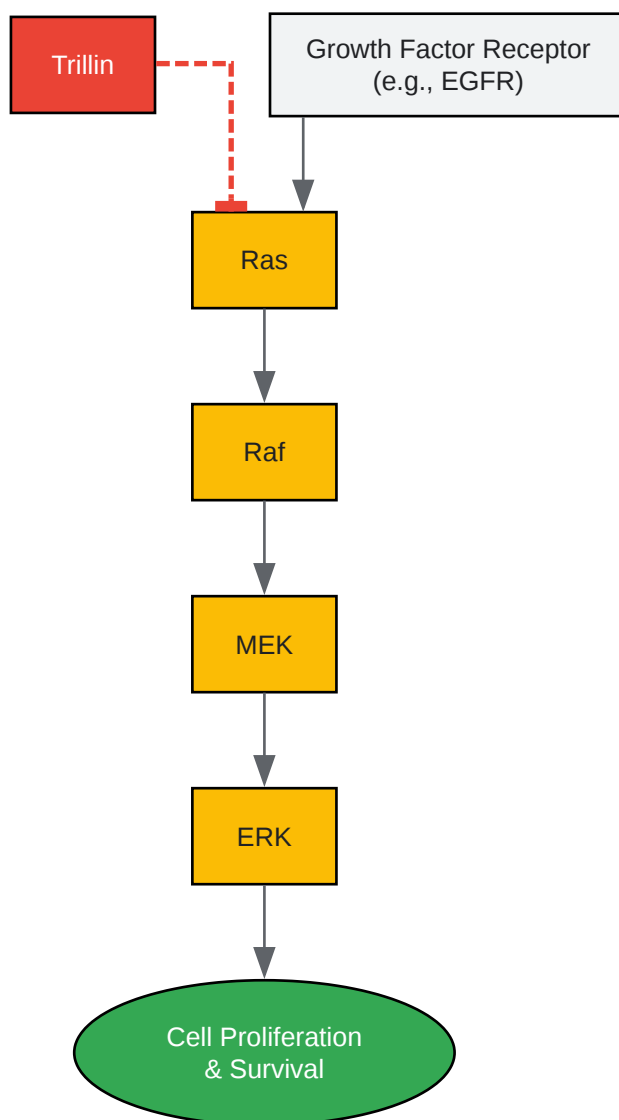 Trillin
Growth Factor Receptor
(e.g., EGFR)
Ras
Raf
MEK
ERK
Cell Proliferation
& Survival